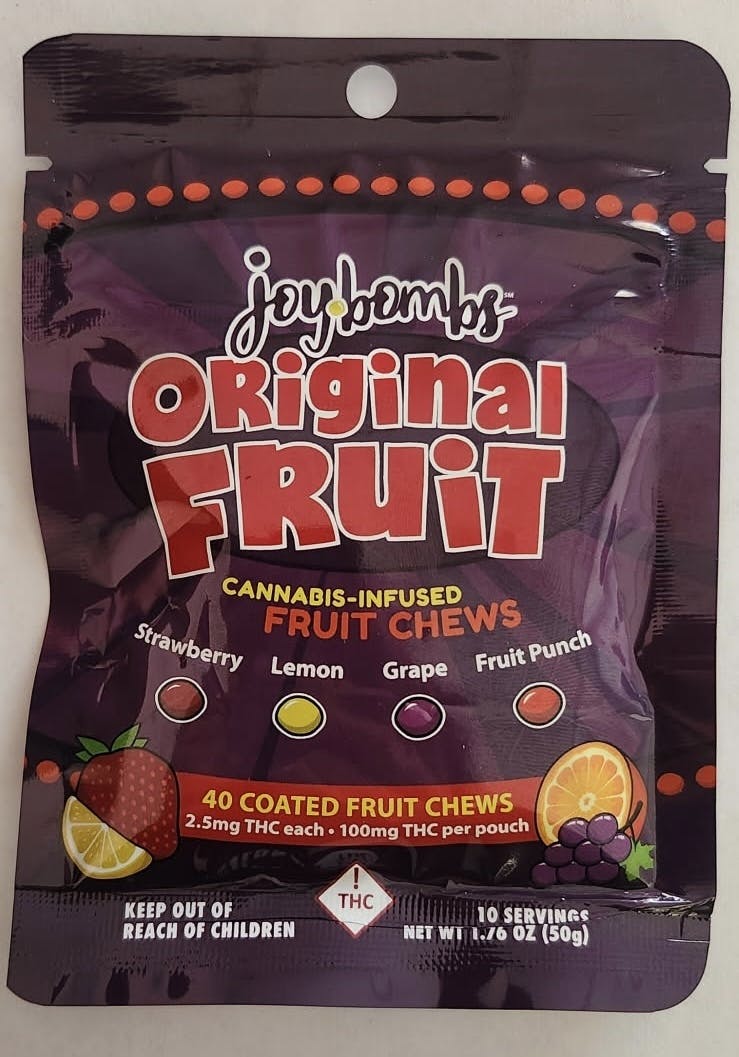 joy·bombs℠
ORiginal
FRUiT
CANNABIS-INFUSED
FRUIT CHEWS
Strawberry Lemon Grape Fruit Punch
40 COATED FRUIT CHEWS
2.5mg THC each • 100mg THC per pouch
!
THC
KEEP OUT OF
REACH OF CHILDREN
10 SERVINGS
NET WT 1.76 OZ (50g)